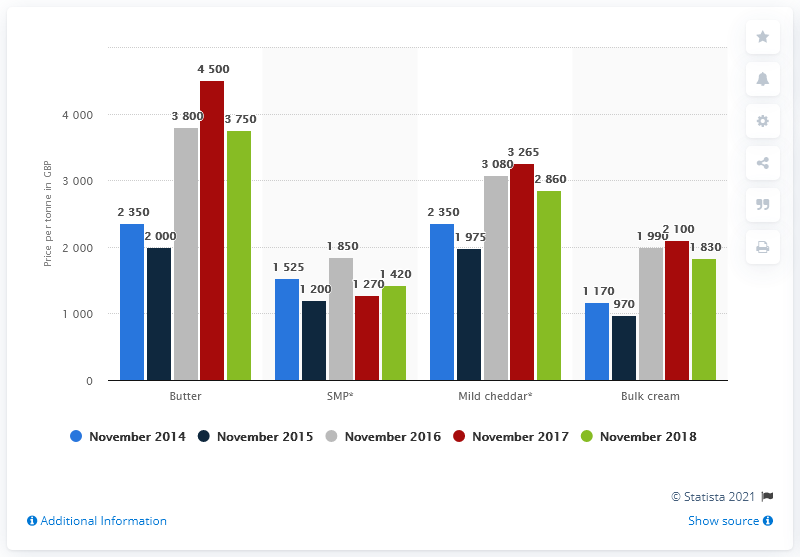 Price per tonne in GBP
4 000
3 000
2 000
1 000
0
2 350
2 000
3 800
4 500
3 750
1 525
1 200
1 850
1 270
1 420
2 350
1 975
3 080
3 265
2 860
1 170
970
1 990
2 100
1 830
Butter
SMP*
Mild cheddar*
Bulk cream
November 2014
November 2015
November 2016
November 2017
November 2018
© Statista 2021
Additional Information
Show source